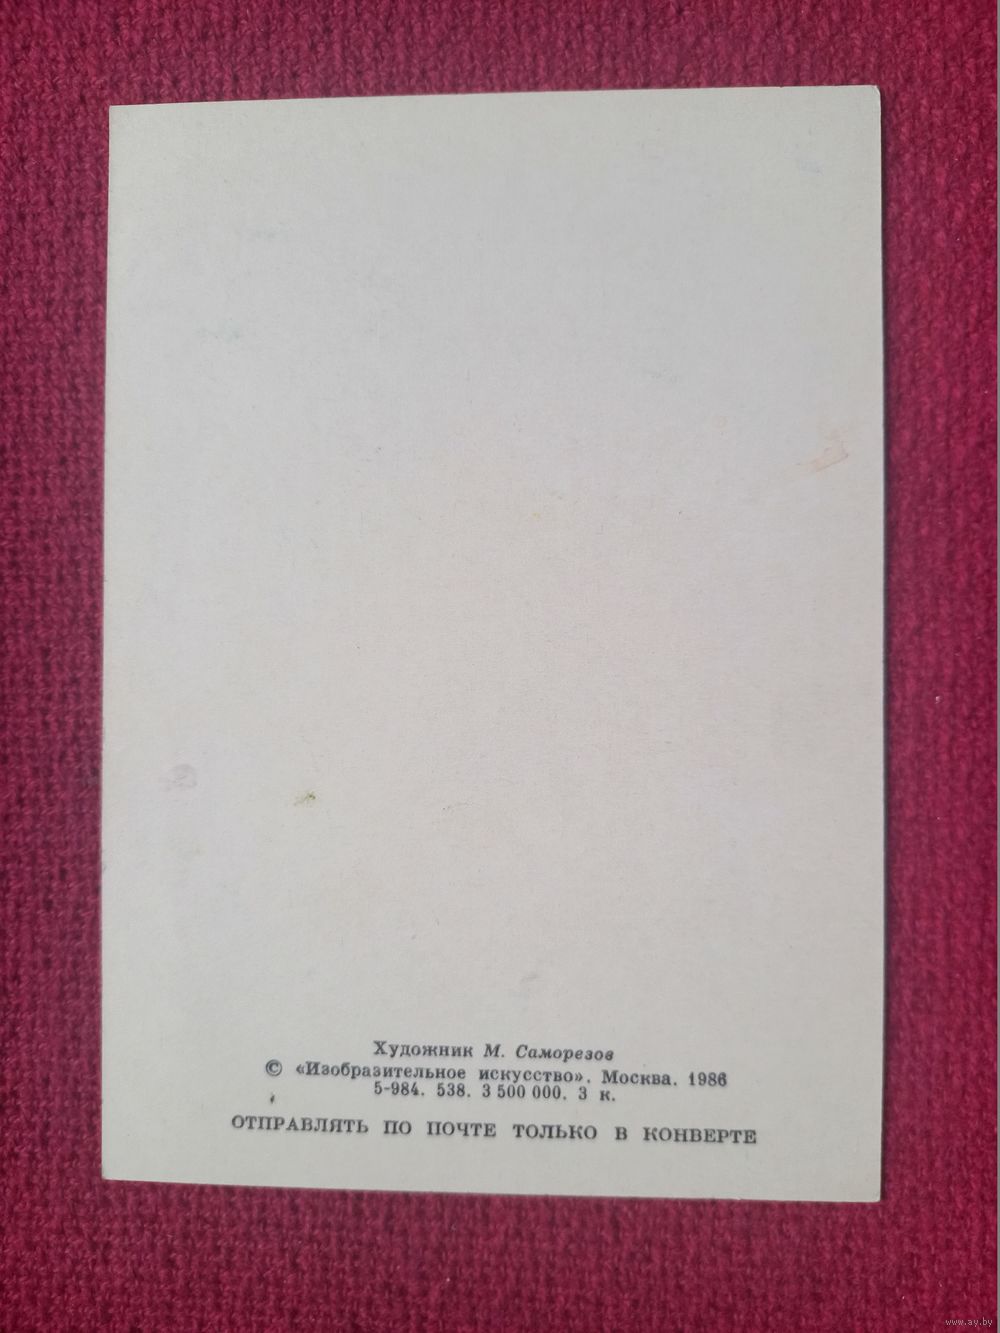 Художник М. Саморезов
© «Изобразительное искусство». Москва. 1986
5-984. 538. 3 500 000. 3 к.
ОТПРАВЛЯТЬ ПО ПОЧТЕ ТОЛЬКО В КОНВЕРТЕ
www.ay.by